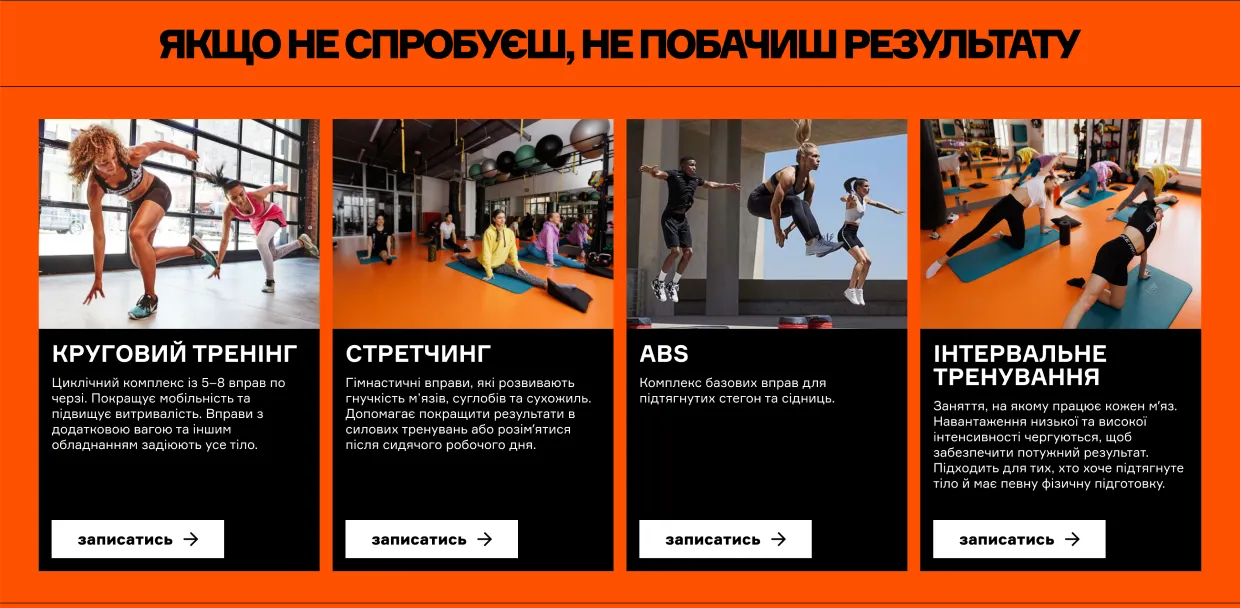 ЯКЩО НЕ СПРОБУЄШ, НЕ ПОБАЧИШ РЕЗУЛЬТАТУ
КРУГОВИЙ ТРЕНІНГ
Циклічний комплекс із 5–8 вправ по
черзі. Покращує мобільність та
підвищує витривалість. Вправи з
додатковою вагою та іншим
обладнанням задіюють усе тіло.
записатись →
СТРЕТЧИНГ
Гімнастичні вправи, які розвивають
гнучкість м'язів, суглобів та сухожиль.
Допомагає покращити результати в
силових тренувань або розім'ятися
після сидячого робочого дня.
записатись →
ABS
Комплекс базових вправ для
підтягнутих стегон та сідниць.
записатись →
ІНТЕРВАЛЬНЕ
ТРЕНУВАННЯ
Заняття, на якому працює кожен м'яз.
Навантаження низької та високої
інтенсивності чергуються, щоб
забезпечити потужний результат.
Підходить для тих, хто хоче підтягнуте
тіло й має певну фізичну підготовку.
записатись →